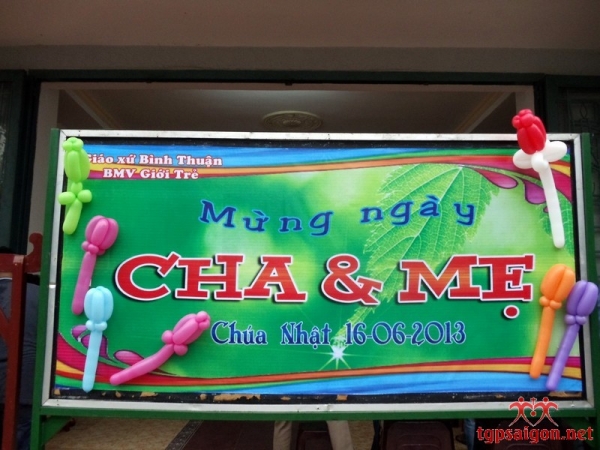 Giáo xứ Bình Thuận
BMV Giới Trẻ
Mừng ngày
CHA & MẸ
Chúa Nhật 16-06-2013
tgpsaigon.net